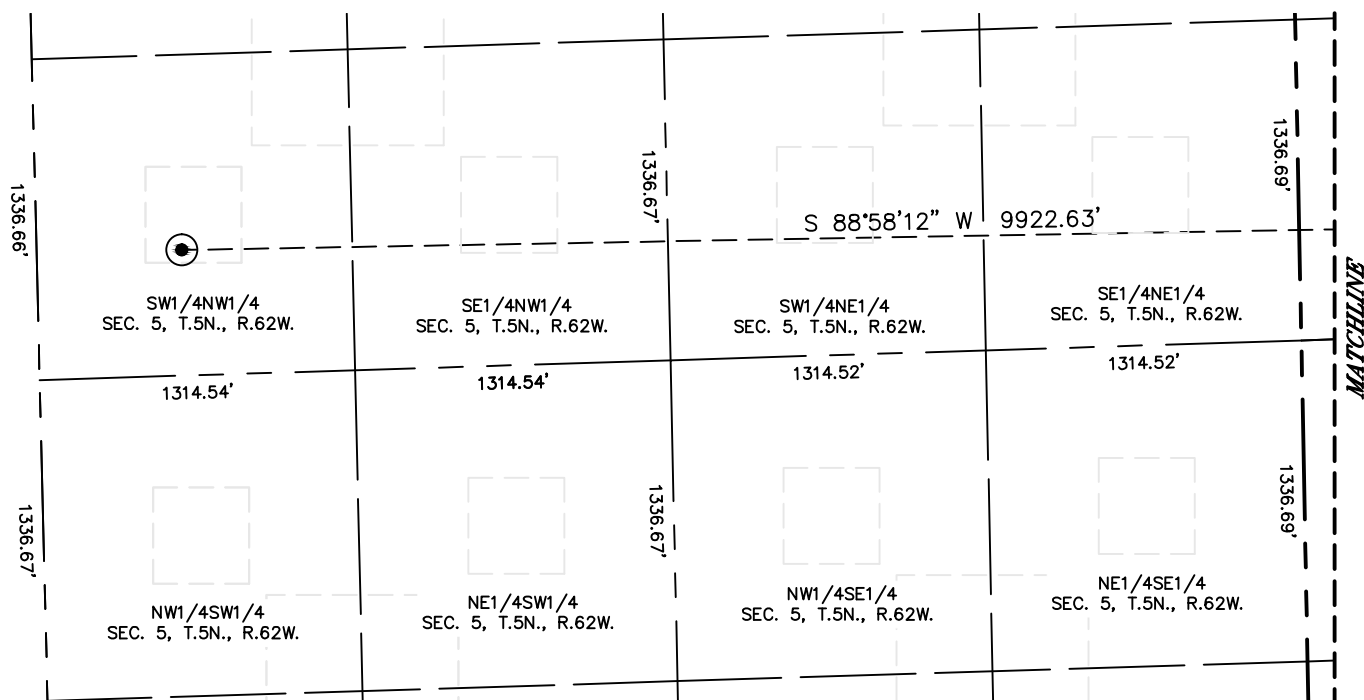 1336.69'
1336.67'
1336.66'
S 88°58'12" W 9922.63'
MATCHLINE
SW1/4NW1/4
SEC. 5, T.5N., R.62W.
SE1/4NW1/4
SEC. 5, T.5N., R.62W.
SW1/4NE1/4
SEC. 5, T.5N., R.62W.
SE1/4NE1/4
SEC. 5, T.5N., R.62W.
1314.54'
1314.54'
1314.52'
1314.52'
1336.67'
1336.67'
1336.69'
NW1/4SW1/4
SEC. 5, T.5N., R.62W.
NE1/4SW1/4
SEC. 5, T.5N., R.62W.
NW1/4SE1/4
SEC. 5, T.5N., R.62W.
NE1/4SE1/4
SEC. 5, T.5N., R.62W.